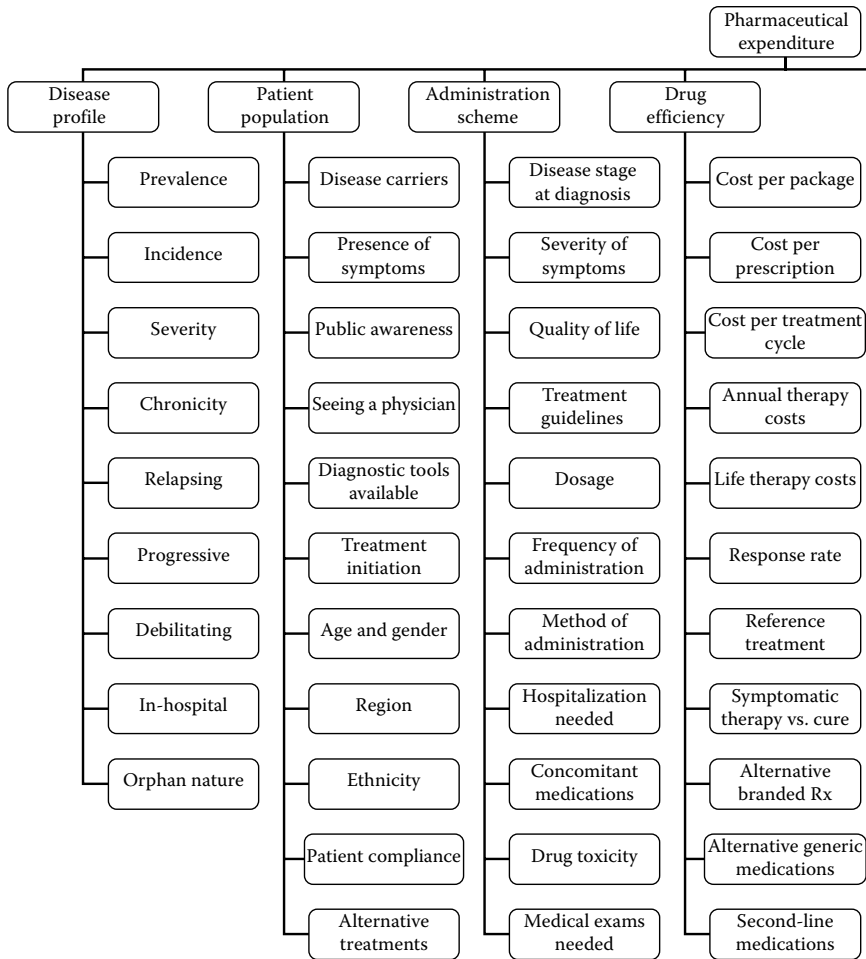 Pharmaceutical
expenditure
Disease
profile
Prevalence
Incidence
Severity
Chronicity
Relapsing
Progressive
Debilitating
In-hospital
Orphan nature
Patient
population
Disease carriers
Presence of
symptoms
Public awareness
Seeing a physician
Diagnostic tools
available
Treatment
initiation
Age and gender
Region
Ethnicity
Patient compliance
Alternative
treatments
Administration
scheme
Disease stage
at diagnosis
Severity of
symptoms
Quality of life
Treatment
guidelines
Dosage
Frequency of
administration
Method of
administration
Hospitalization
needed
Concomitant
medications
Drug toxicity
Medical exams
needed
Drug
efficiency
Cost per package
Cost per
prescription
Cost per treatment
cycle
Annual therapy
costs
Life therapy costs
Response rate
Reference
treatment
Symptomatic
therapy vs. cure
Alternative
branded Rx
Alternative generic
medications
Second-line
medications